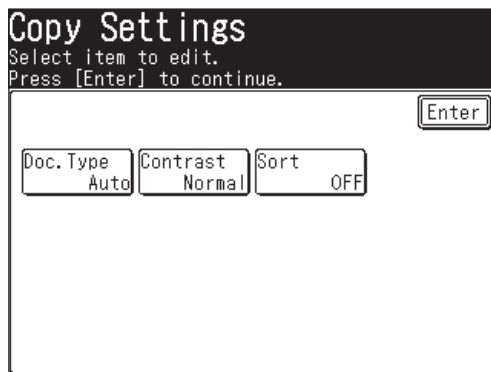 Copy Settings
Select item to edit.
Press [Enter] to continue.
Enter
Doc.Type Contrast Sort
Auto Normal OFF